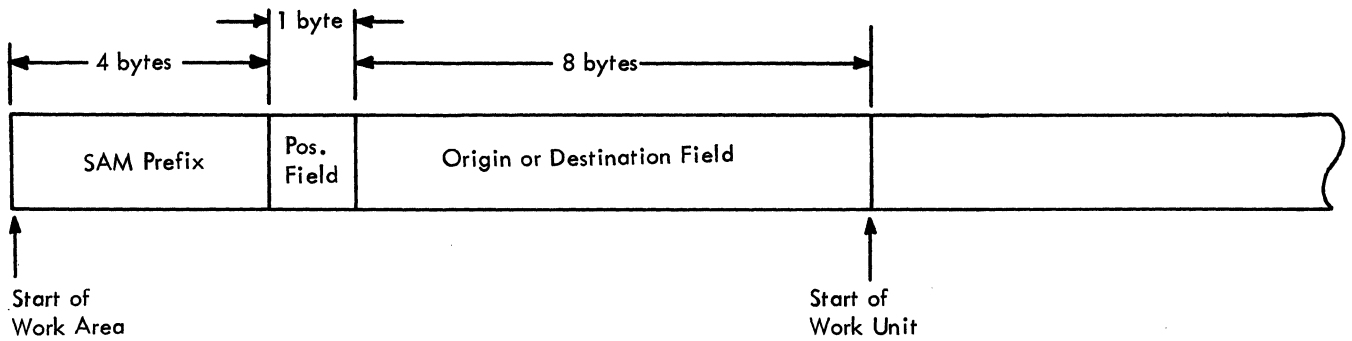 1 byte
4 bytes
8 bytes
SAM Prefix
Pos.
Field
Origin or Destination Field
Start of
Work Area
Start of
Work Unit